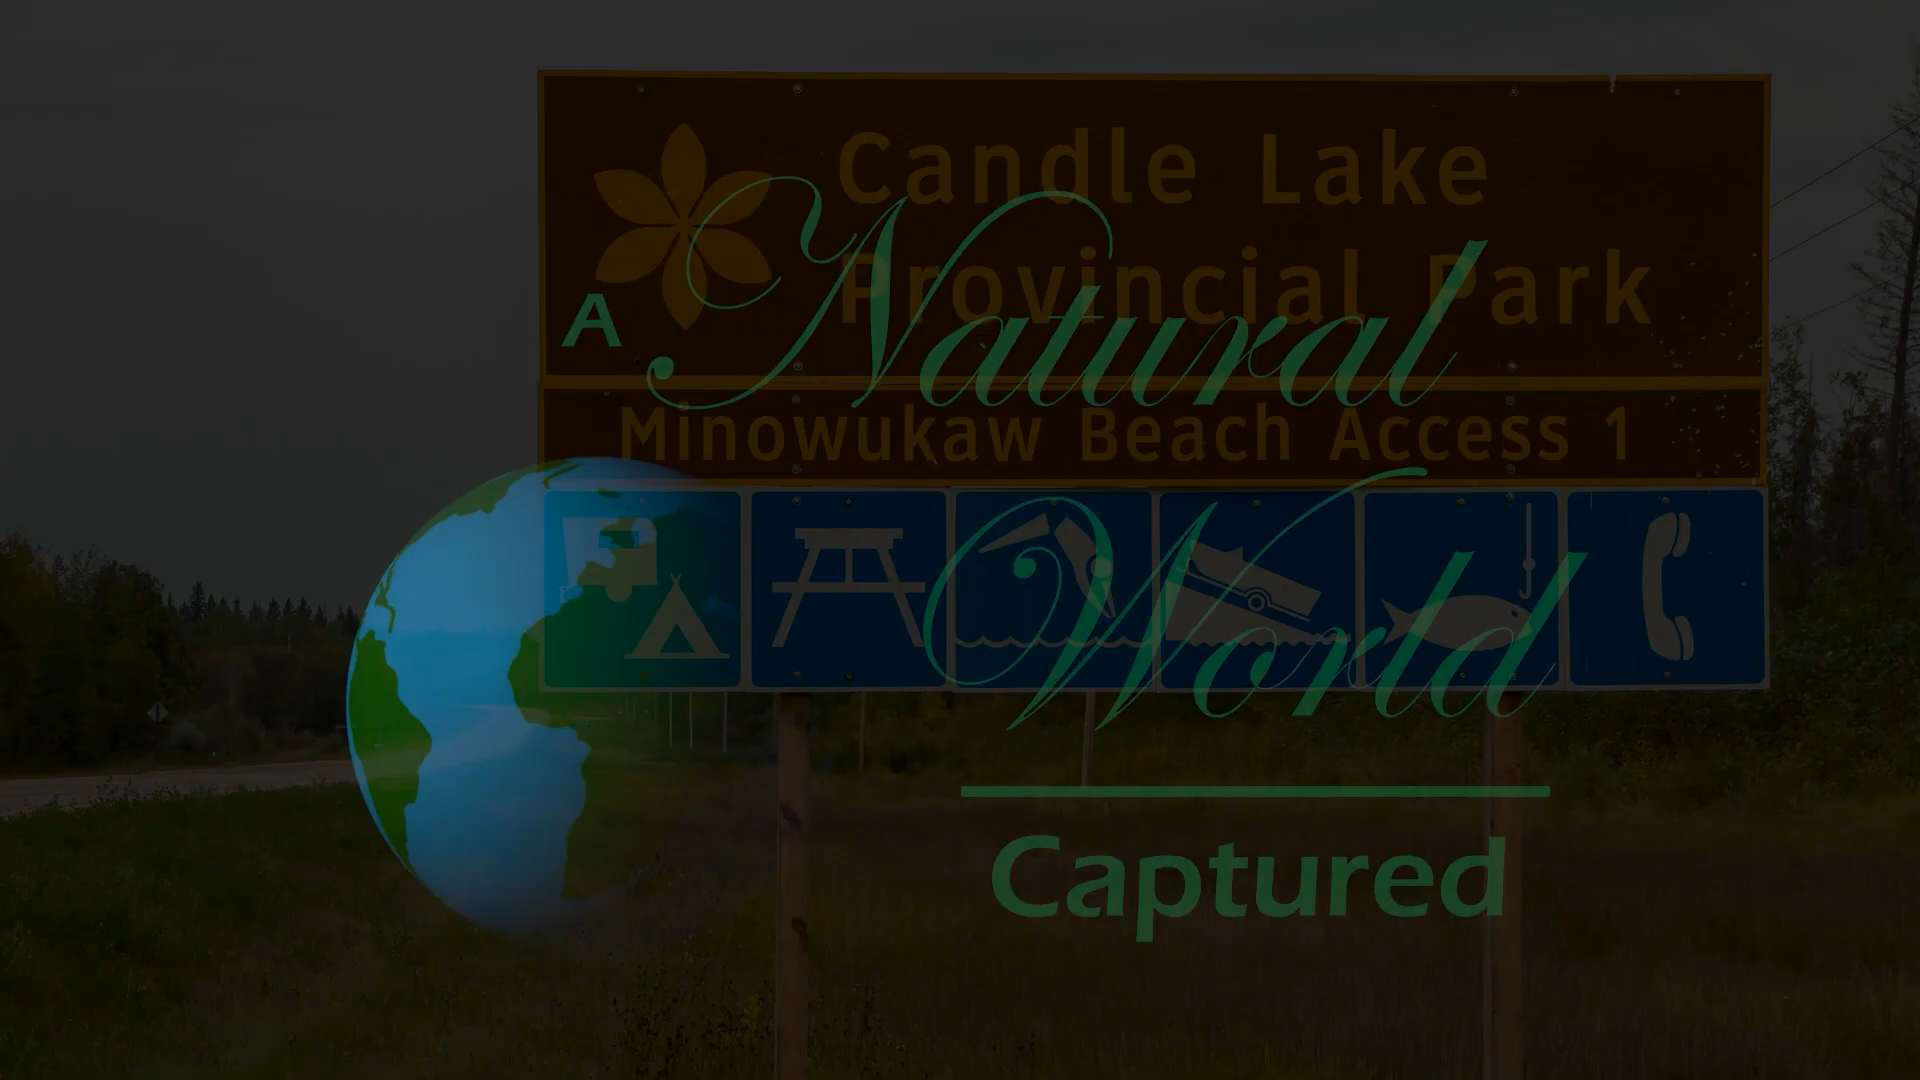 Candle Lake
Provincial Park
Minowukaw Beach Access 1
A Natural
World
Captured